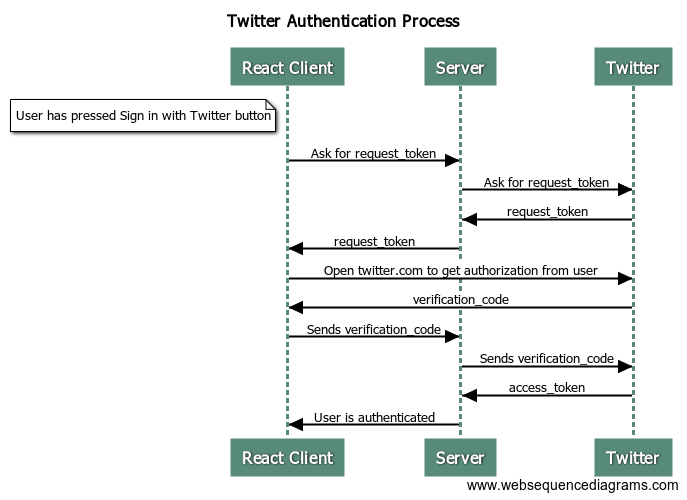 Twitter Authentication Process
React Client
Server
Twitter
User has pressed Sign in with Twitter button
Ask for request_token
Ask for request_token
request_token
request_token
Open twitter.com to get authorization from user
verification_code
Sends verification_code
Sends verification_code
access_token
User is authenticated
React Client
Server
Twitter
www.websequencediagrams.com